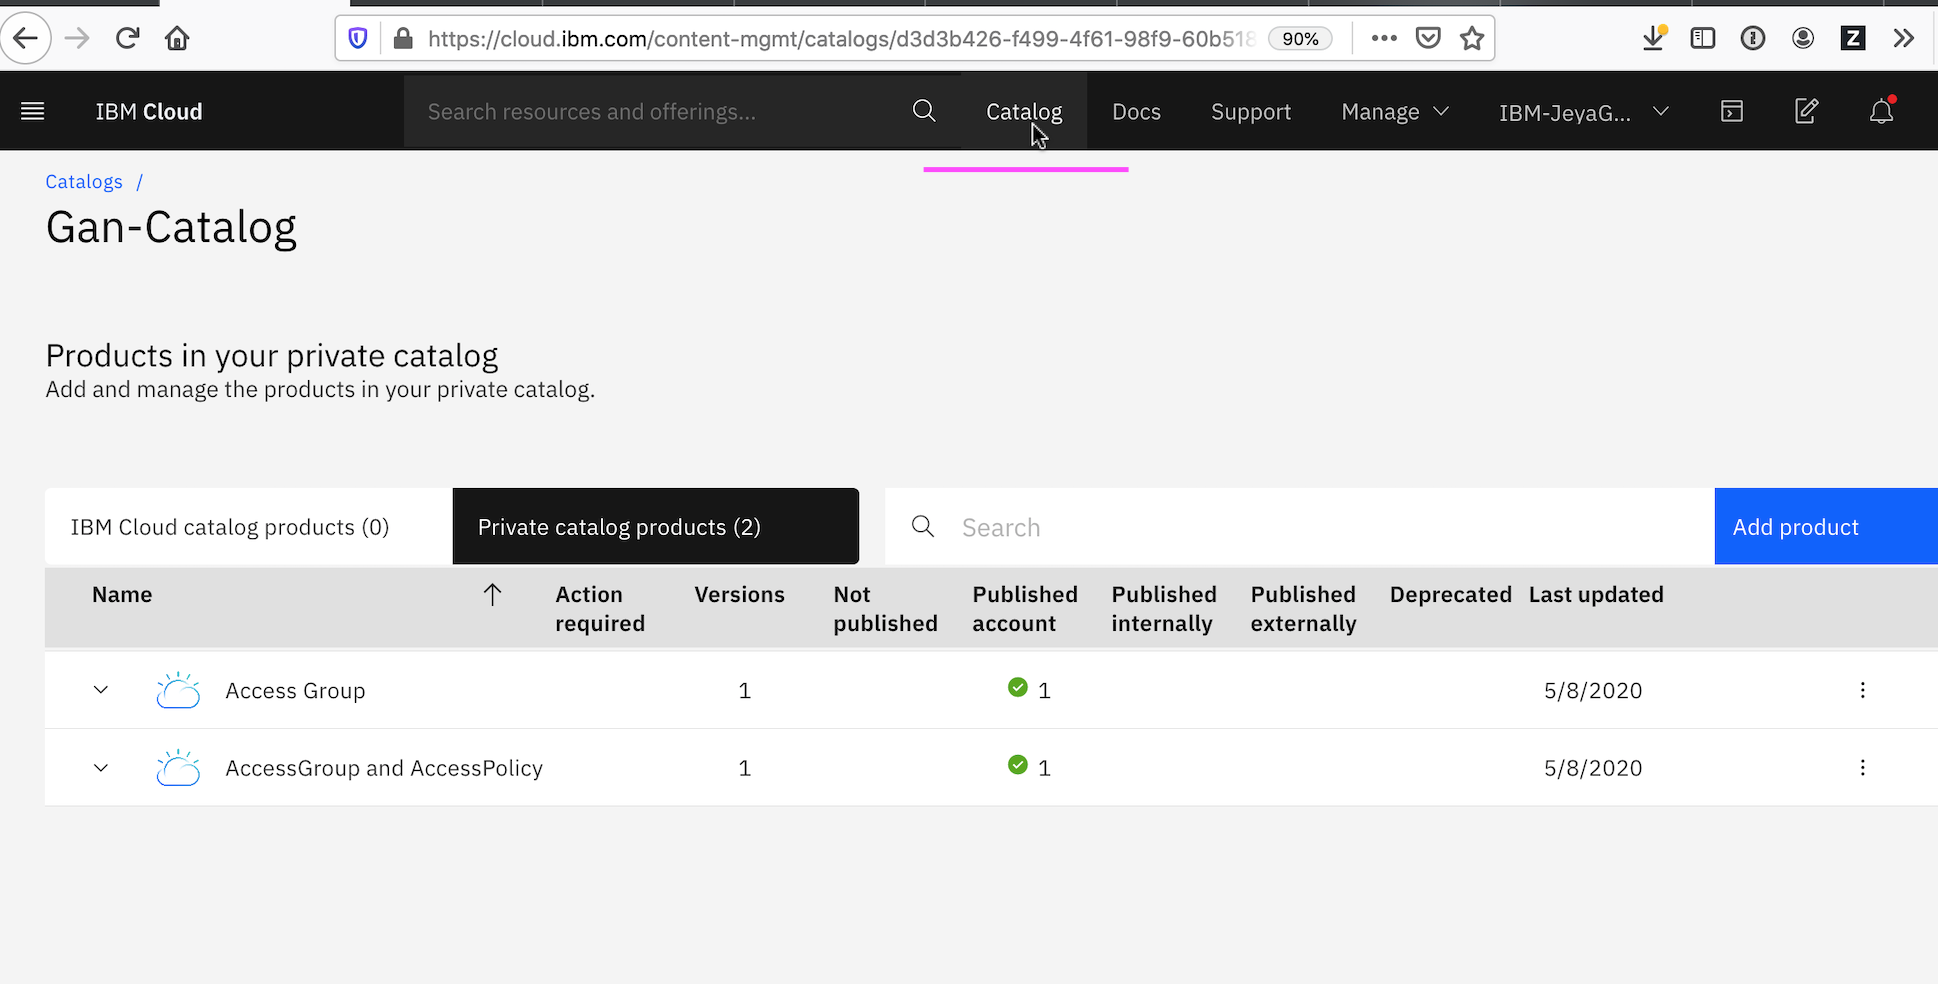 https://cloud.ibm.com/content-mgmt/catalogs/d3d3b426-f499-4f61-98f9-60b518
90%
Z
IBM Cloud
Search resources and offerings...
Catalog
Docs
Support
Manage
IBM-JeyaG...
Catalogs /
Gan-Catalog
Products in your private catalog
Add and manage the products in your private catalog.
IBM Cloud catalog products (0)
Private catalog products (2)
Search
Add product
Name
Action required
Versions
Not published
Published account
Published internally
Published externally
Deprecated
Last updated
Access Group 1 1 5/8/2020
AccessGroup and AccessPolicy 1 1 5/8/2020